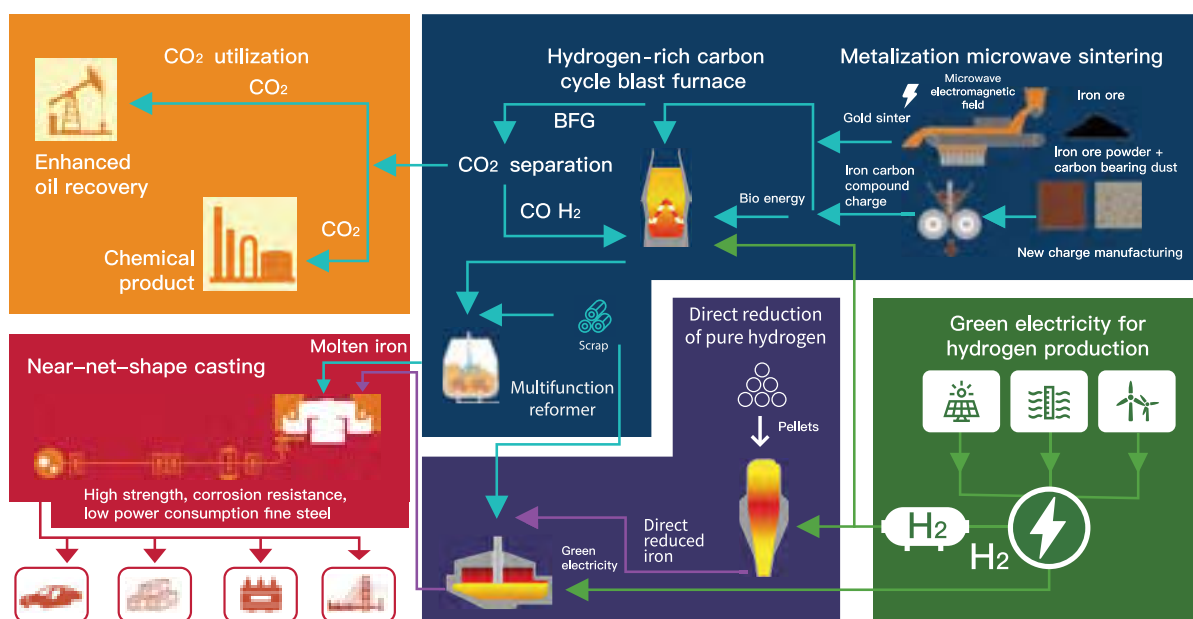 CO₂ utilization
CO₂
Enhanced
oil recovery
CO₂
Chemical
product
Hydrogen-rich carbon
cycle blast furnace
BFG
CO₂ separation
CO H₂
Bio energy
Scrap
Multifunction
reformer
Metalization microwave sintering
Microwave
electromagnetic
field
Iron ore
Gold sinter
Iron ore powder +
carbon bearing dust
Iron carbon
compound
charge
New charge manufacturing
Near-net-shape casting
Molten iron
High strength, corrosion resistance,
low power consumption fine steel
Direct reduction
of pure hydrogen
Pellets
Direct
reduced
iron
Green
electricity
Green electricity for
hydrogen production
H₂
H₂